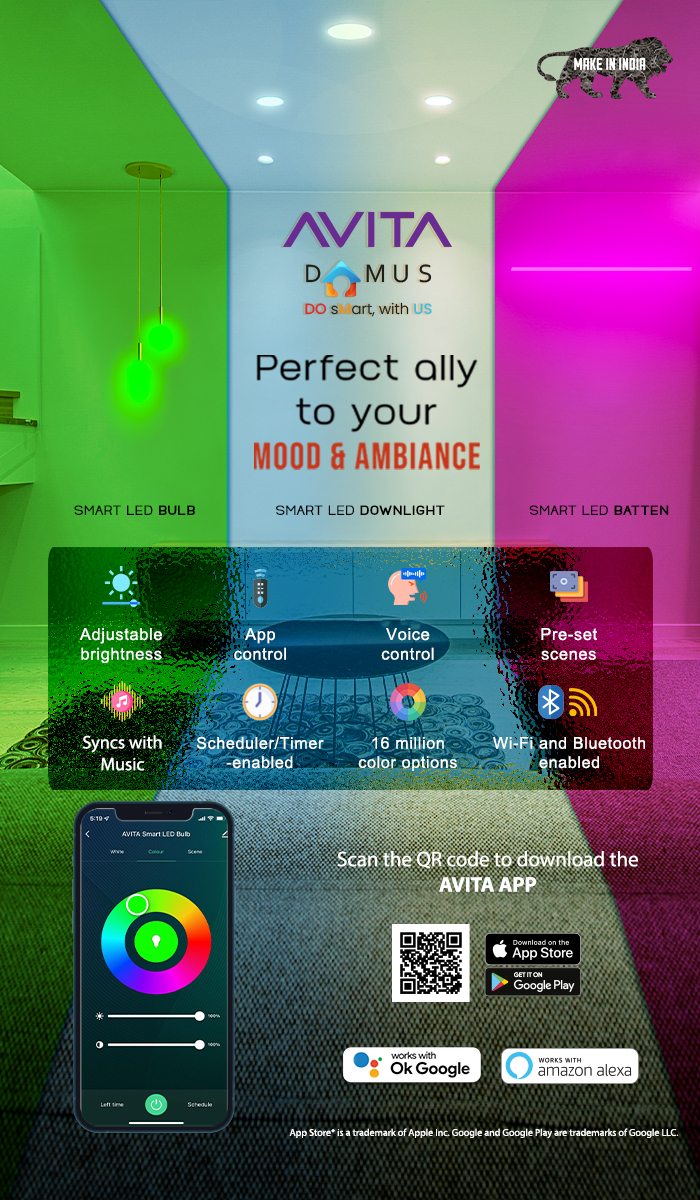 MAKE IN INDIA
AVITA
DOMUS
DO sMart, with US
Perfect ally
to your
MOOD & AMBIANCE
SMART LED BULB
SMART LED DOWNLIGHT
SMART LED BATTEN
Adjustable
brightness
App
control
Voice
control
Pre-set
scenes
Syncs with
Music
Scheduler/Timer
-enabled
16 million
color options
Wi-Fi and Bluetooth
enabled
5:19
AVITA Smart LED Bulb
White
Colour
Scene
100%
100%
Left time
Schedule
Scan the QR code to download the
AVITA APP
Download on the
App Store
GET IT ON
Google Play
works with
Ok Google
WORKS WITH
amazon alexa
App Store* is a trademark of Apple Inc. Google and Google Play are trademarks of Google LLC.